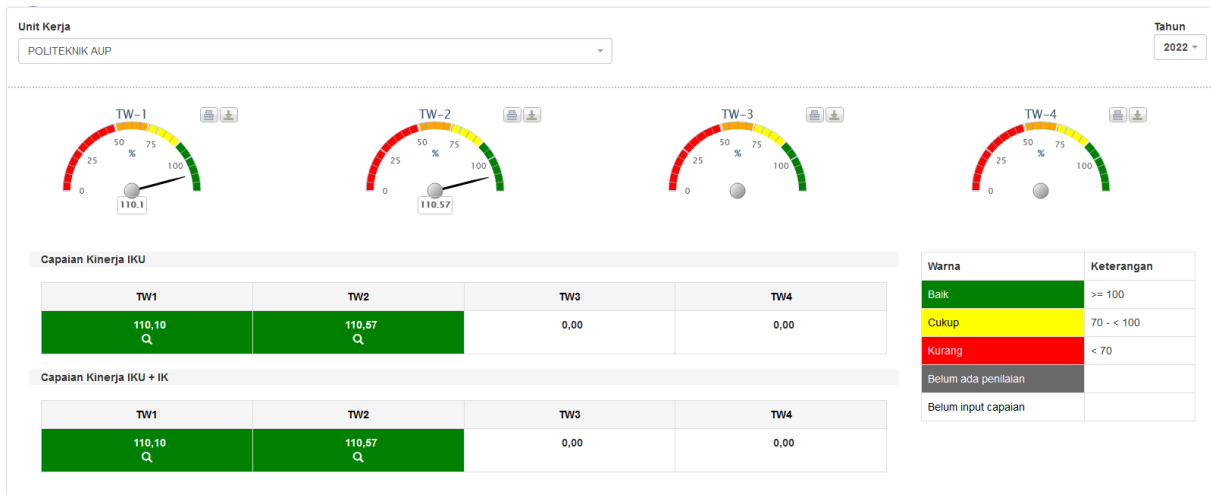 Unit Kerja
Tahun
POLITEKNIK AUP
2022
TW-1
TW-2
TW-3
TW-4
0 25 50 75 100
%
110.1
0 25 50 75 100
%
110.57
0 25 50 75 100
%
0 25 50 75 100
%
Capaian Kinerja IKU
TW1 TW2 TW3 TW4
110,10 110,57 0,00 0,00
Capaian Kinerja IKU + IK
TW1 TW2 TW3 TW4
110,10 110,57 0,00 0,00
Warna Keterangan
Baik >= 100
Cukup 70 - < 100
Kurang < 70
Belum ada penilaian
Belum input capaian